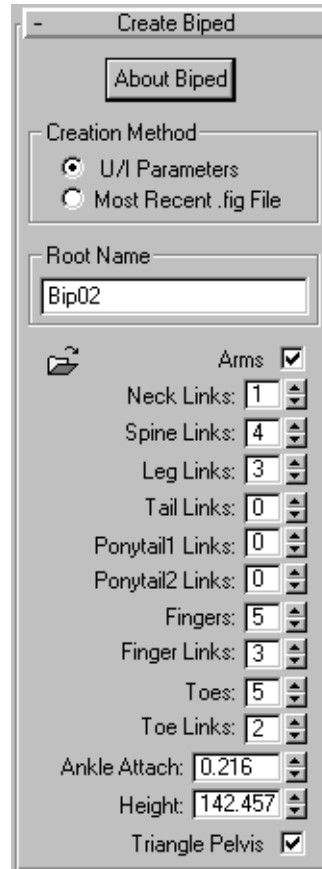 - Create Biped
About Biped
Creation Method
U/I Parameters
Most Recent .fig File
Root Name
Bip02
Arms
Neck Links: 1
Spine Links: 4
Leg Links: 3
Tail Links: 0
Ponytail1 Links: 0
Ponytail2 Links: 0
Fingers: 5
Finger Links: 3
Toes: 5
Toe Links: 2
Ankle Attach: 0.216
Height: 142.457
Triangle Pelvis